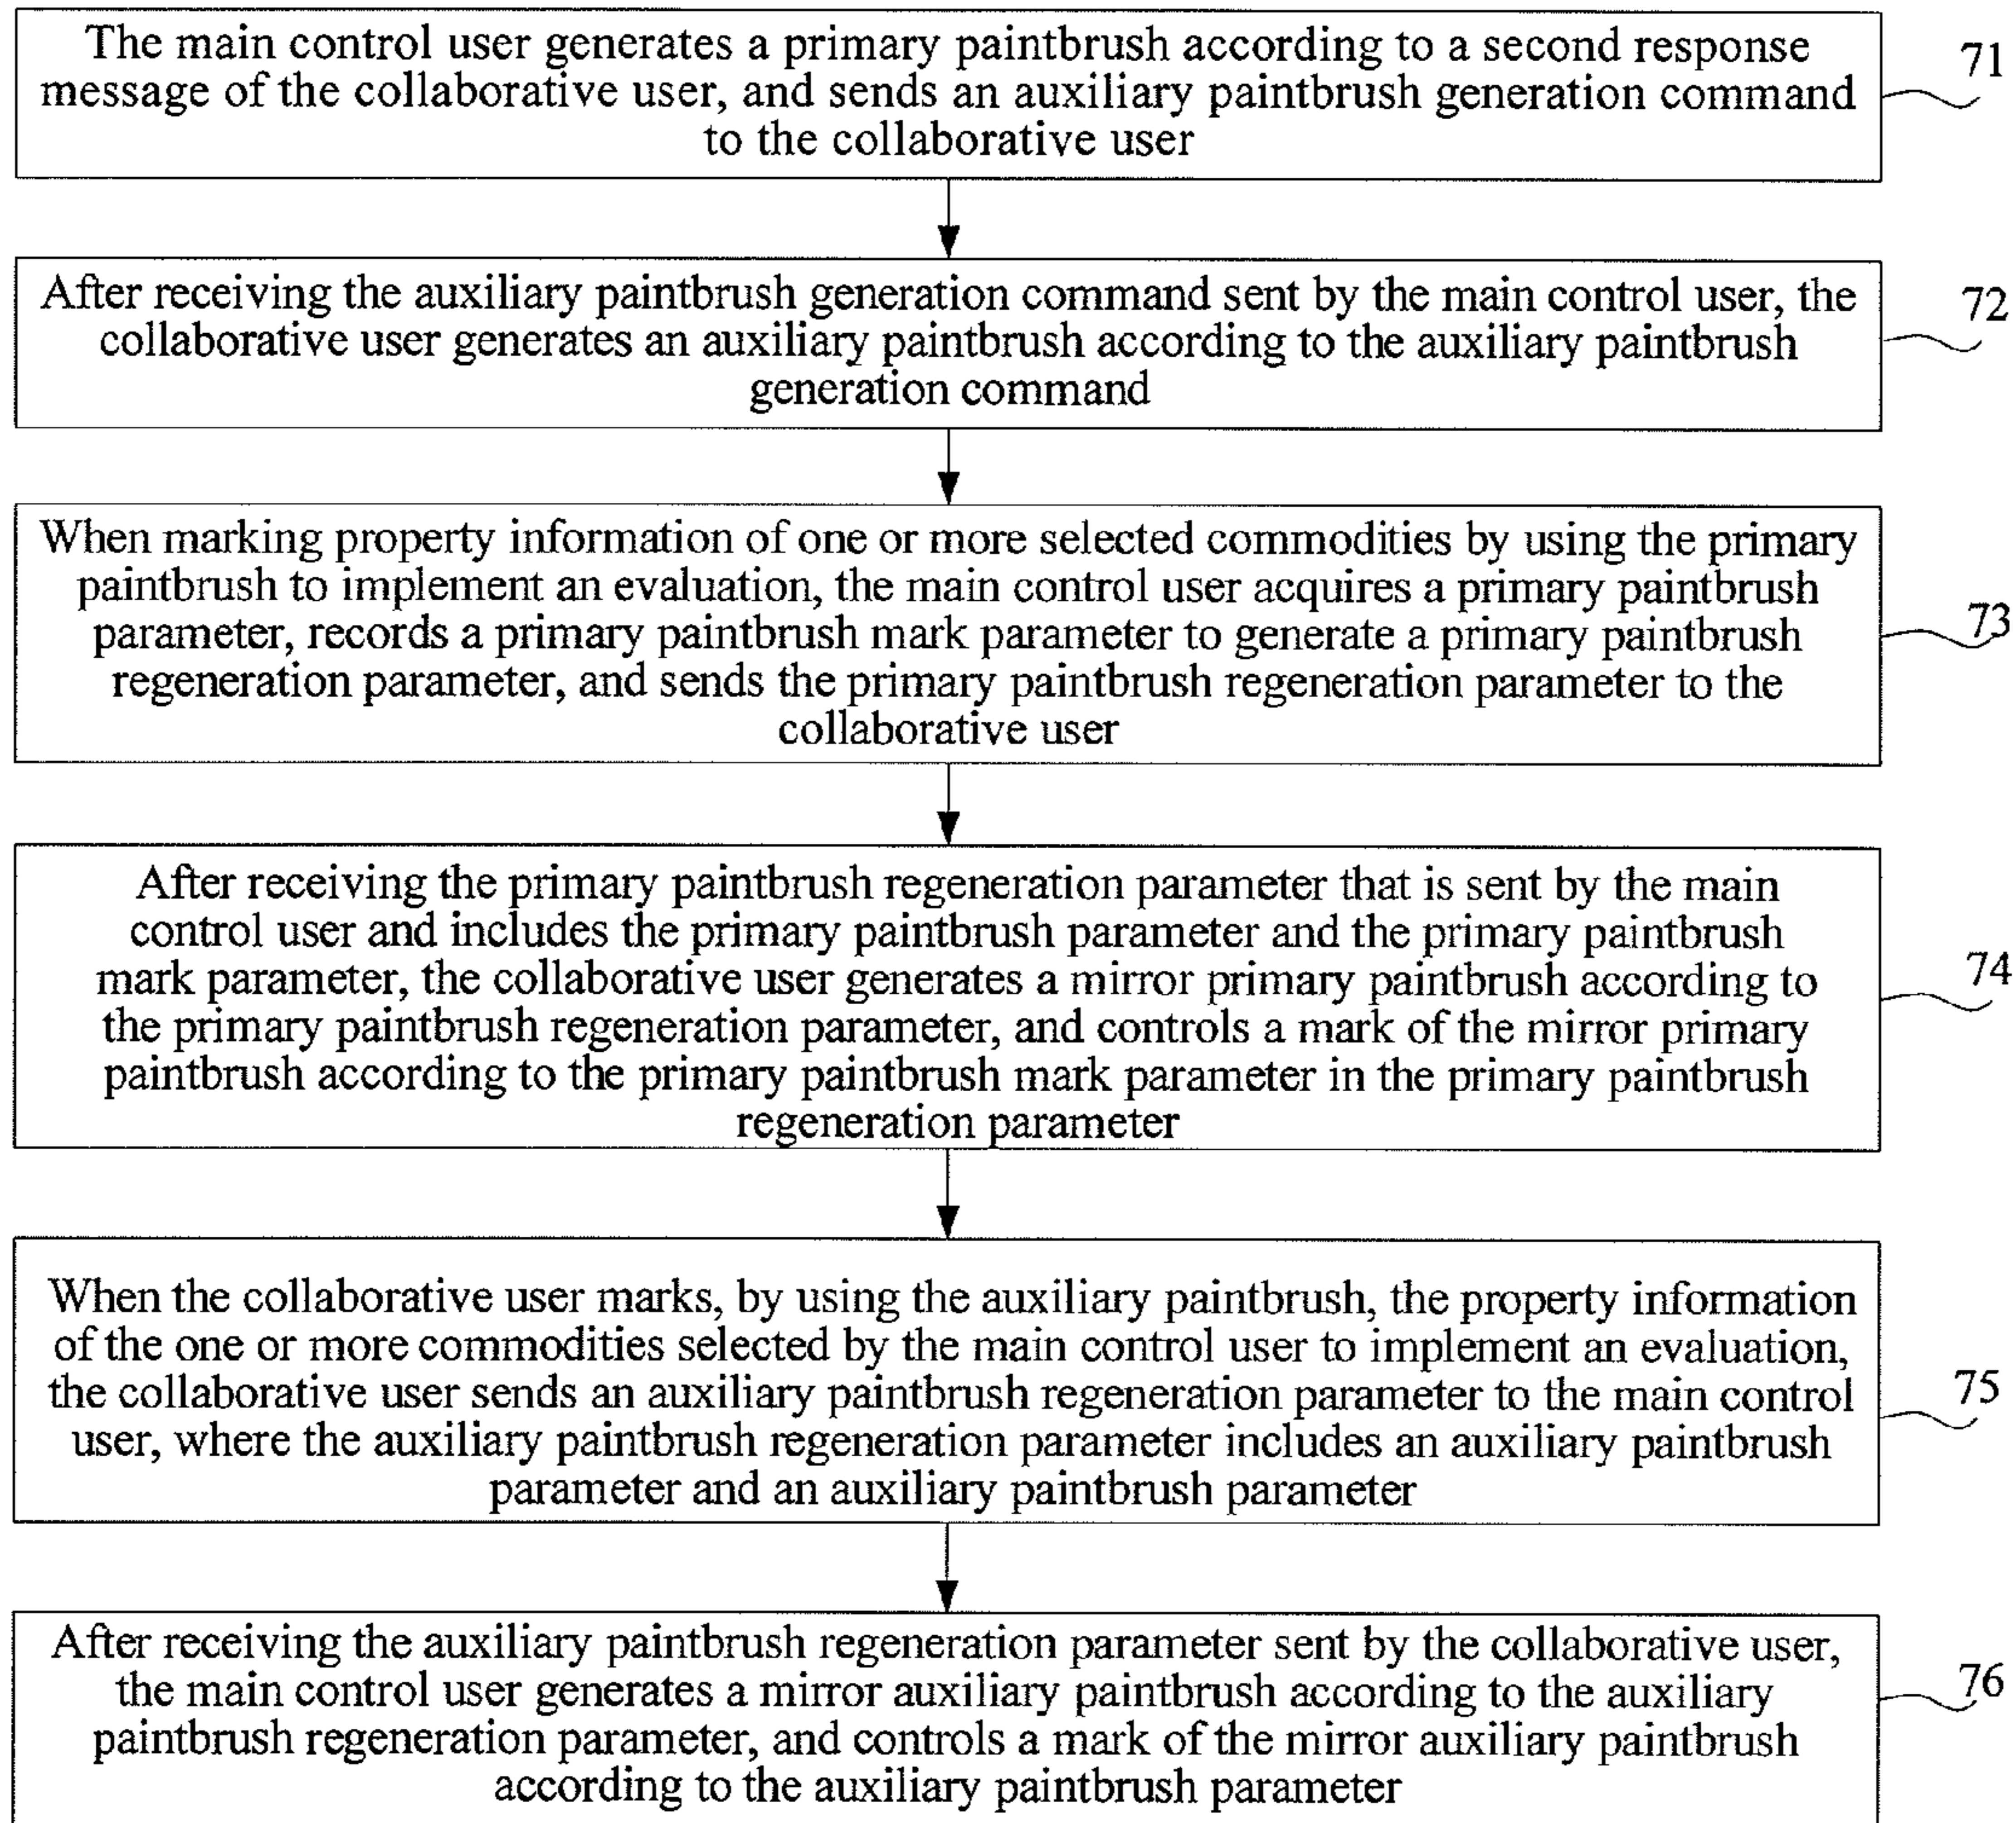 The main control user generates a primary paintbrush according to a second response
message of the collaborative user, and sends an auxiliary paintbrush generation command
to the collaborative user
71
After receiving the auxiliary paintbrush generation command sent by the main control user, the
collaborative user generates an auxiliary paintbrush according to the auxiliary paintbrush
generation command
72
When marking property information of one or more selected commodities by using the primary
paintbrush to implement an evaluation, the main control user acquires a primary paintbrush
parameter, records a primary paintbrush mark parameter to generate a primary paintbrush
regeneration parameter, and sends the primary paintbrush regeneration parameter to the
collaborative user
73
After receiving the primary paintbrush regeneration parameter that is sent by the main
control user and includes the primary paintbrush parameter and the primary paintbrush
mark parameter, the collaborative user generates a mirror primary paintbrush according to
the primary paintbrush regeneration parameter, and controls a mark of the mirror primary
paintbrush according to the primary paintbrush mark parameter in the primary paintbrush
regeneration parameter
74
When the collaborative user marks, by using the auxiliary paintbrush, the property information
of the one or more commodities selected by the main control user to implement an evaluation,
the collaborative user sends an auxiliary paintbrush regeneration parameter to the main control
user, where the auxiliary paintbrush regeneration parameter includes an auxiliary paintbrush
parameter and an auxiliary paintbrush parameter
75
After receiving the auxiliary paintbrush regeneration parameter sent by the collaborative user,
the main control user generates a mirror auxiliary paintbrush according to the auxiliary
paintbrush regeneration parameter, and controls a mark of the mirror auxiliary paintbrush
according to the auxiliary paintbrush parameter
76